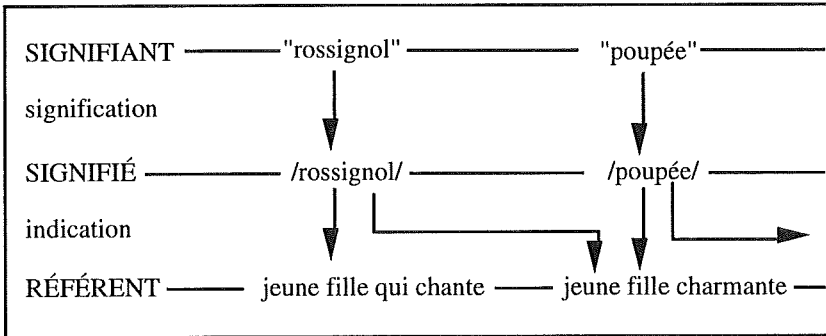 SIGNIFIANT "rossignol" "poupée"
signification
SIGNIFIÉ /rossignol/ /poupée/
indication
RÉFÉRENT jeune fille qui chante jeune fille charmante